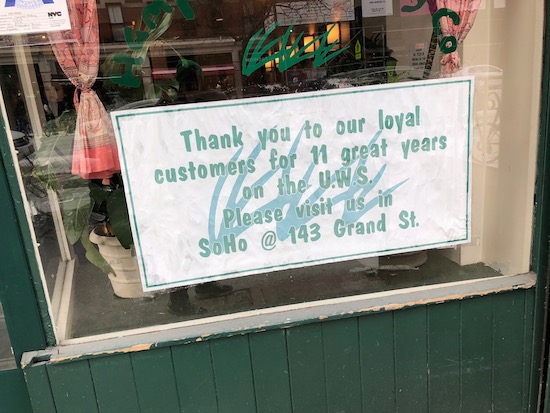 NYC
Thank you to our loyal
customers for 11 great years
on the U.W.S.
Please visit us in
SoHo @ 143 Grand St.